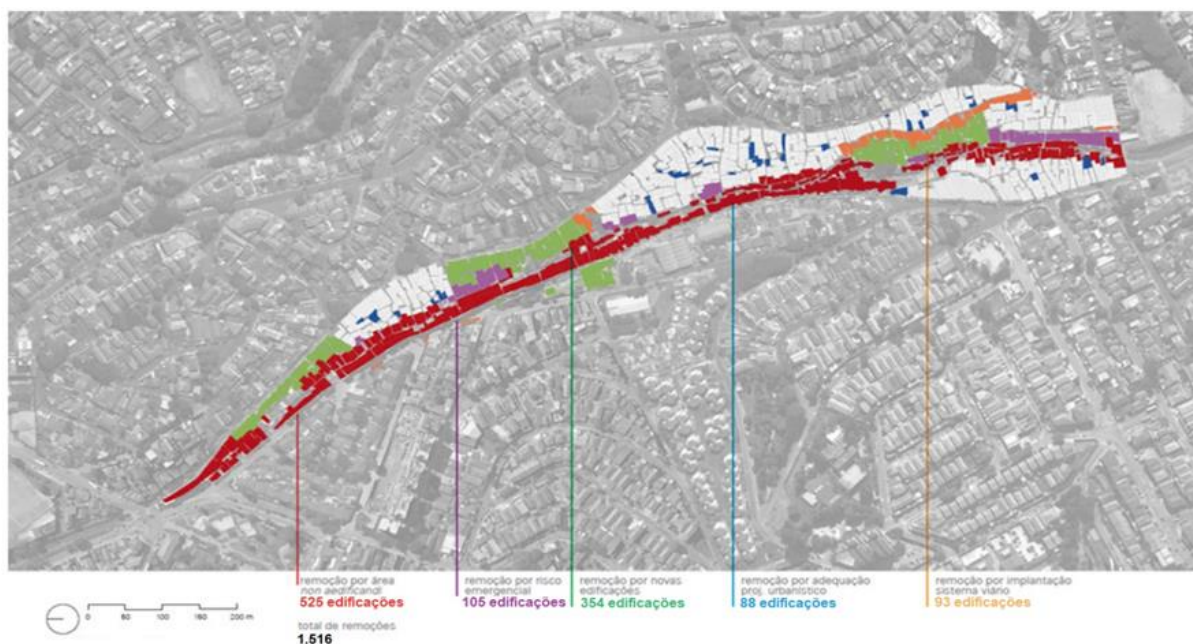 remoção por área
non aedificandi
525 edificações
total de remoções
1.516
remoção por risco
emergencial
105 edificações
remoção por novas
edificações
354 edificações
remoção por adequação
proj. urbanístico
88 edificações
remoção por implantação
sistema viário
93 edificações
0 50 100 150 200 m